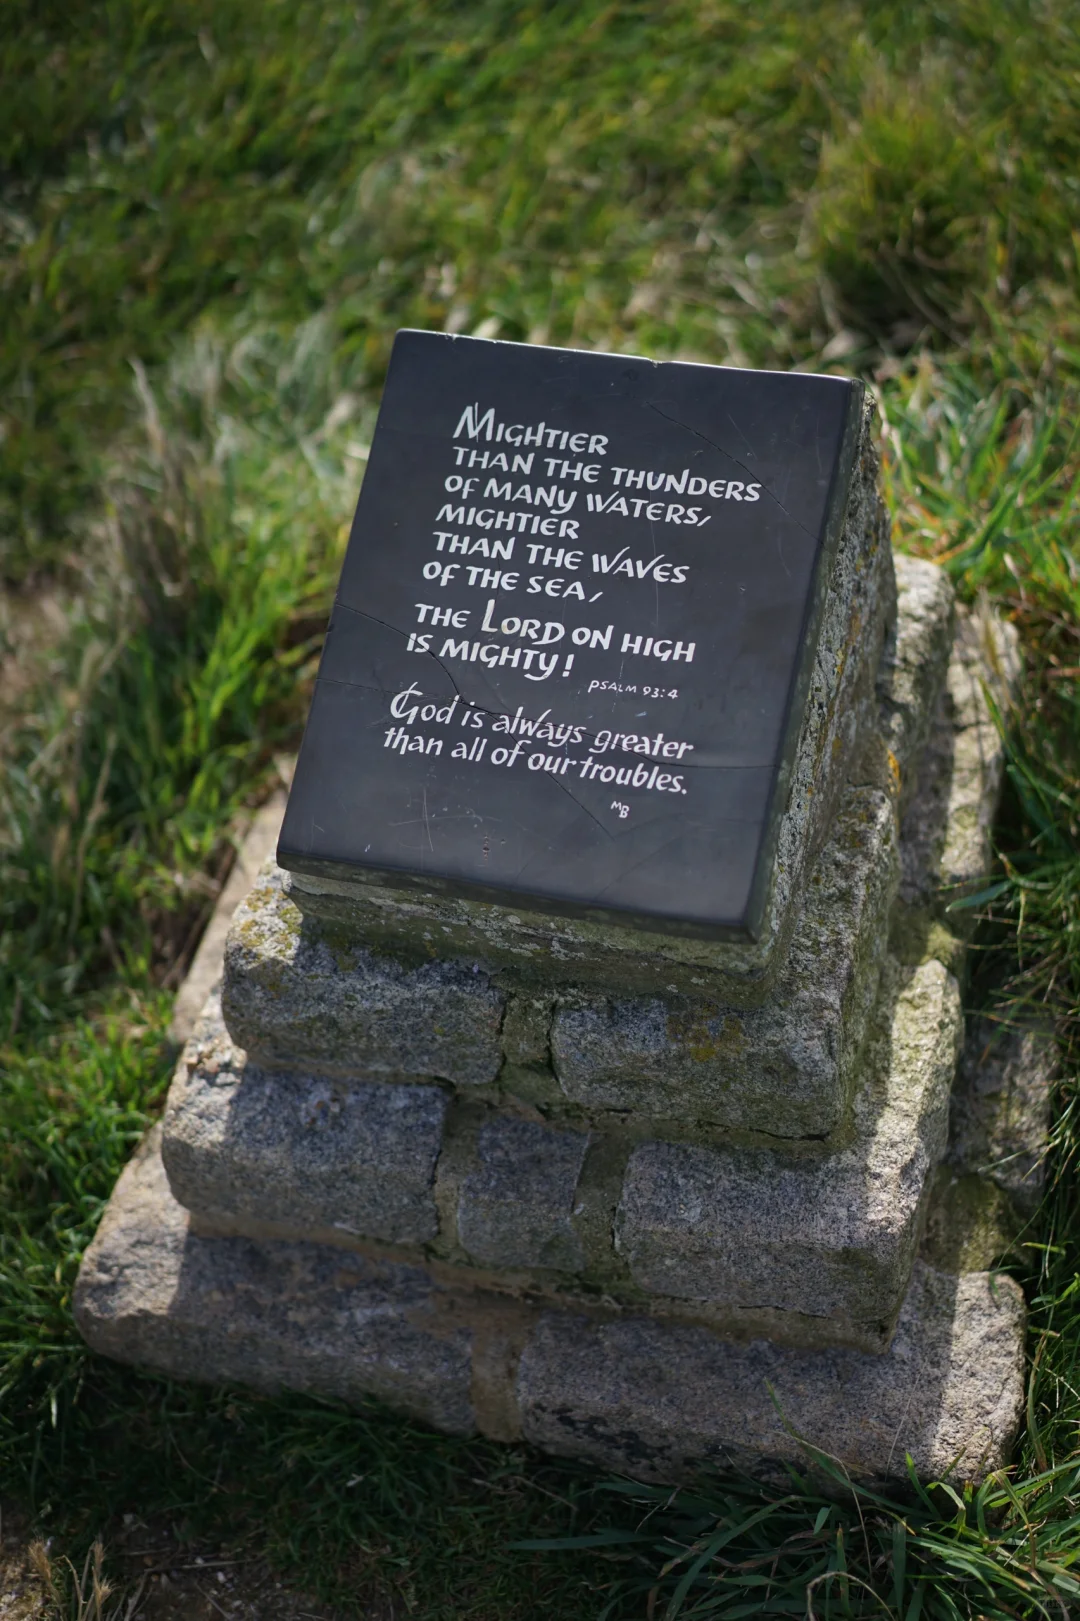 MIGHTIER
THAN THE THUNDERS
OF MANY WATERS,
MIGHTIER
THAN THE WAVES
OF THE SEA,
THE LORD ON HIGH
IS MIGHTY!
PSALM 93:4
God is always greater
than all of our troubles.
MB